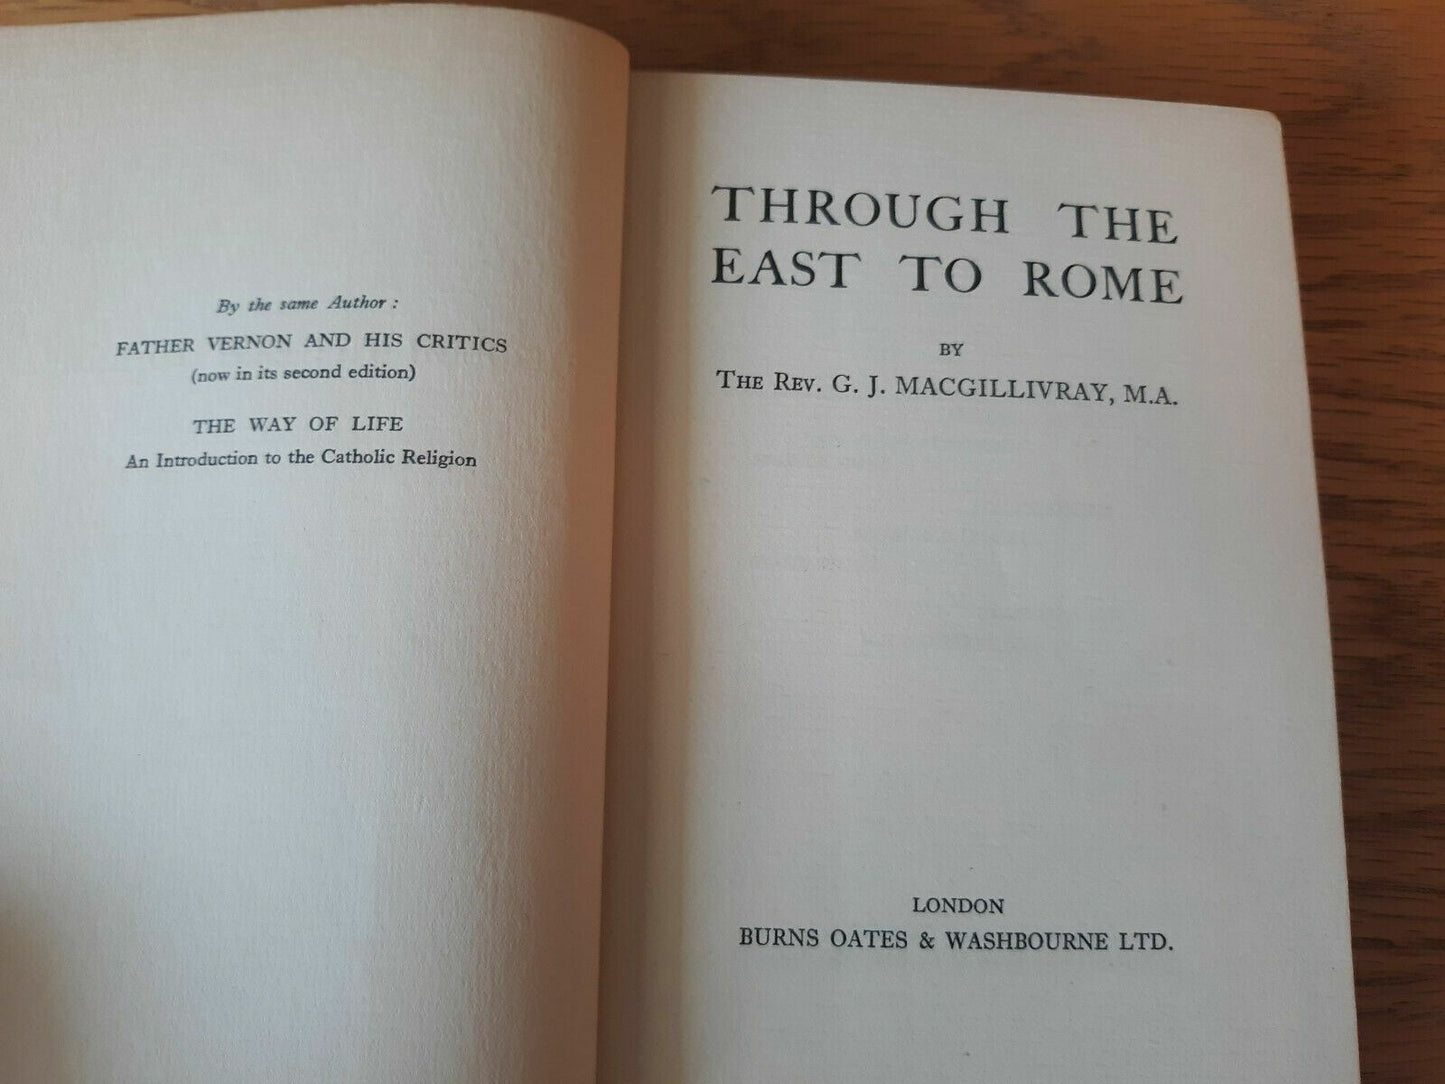 By the same Author :
FATHER VERNON AND HIS CRITICS
(now in its second edition)
THE WAY OF LIFE
An Introduction to the Catholic Religion
THROUGH THE
EAST TO ROME
BY
THE REV. G. J. MACGILLIVRAY, M.A.
LONDON
BURNS OATES & WASHBOURNE LTD.